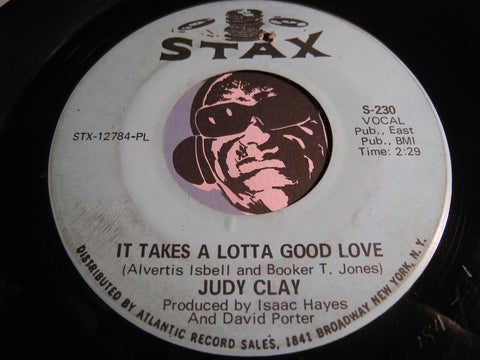 STAX
S-230
VOCAL
Pub., East
Pub., BMI
Time: 2:29
STX-12784-PL
IT TAKES A LOTTA GOOD LOVE
(Alvertis Isbell and Booker T. Jones)
JUDY CLAY
Produced by Isaac Hayes
And David Porter
DISTRIBUTED BY ATLANTIC RECORD SALES, 1841 BROADWAY NEW YORK, N.Y.